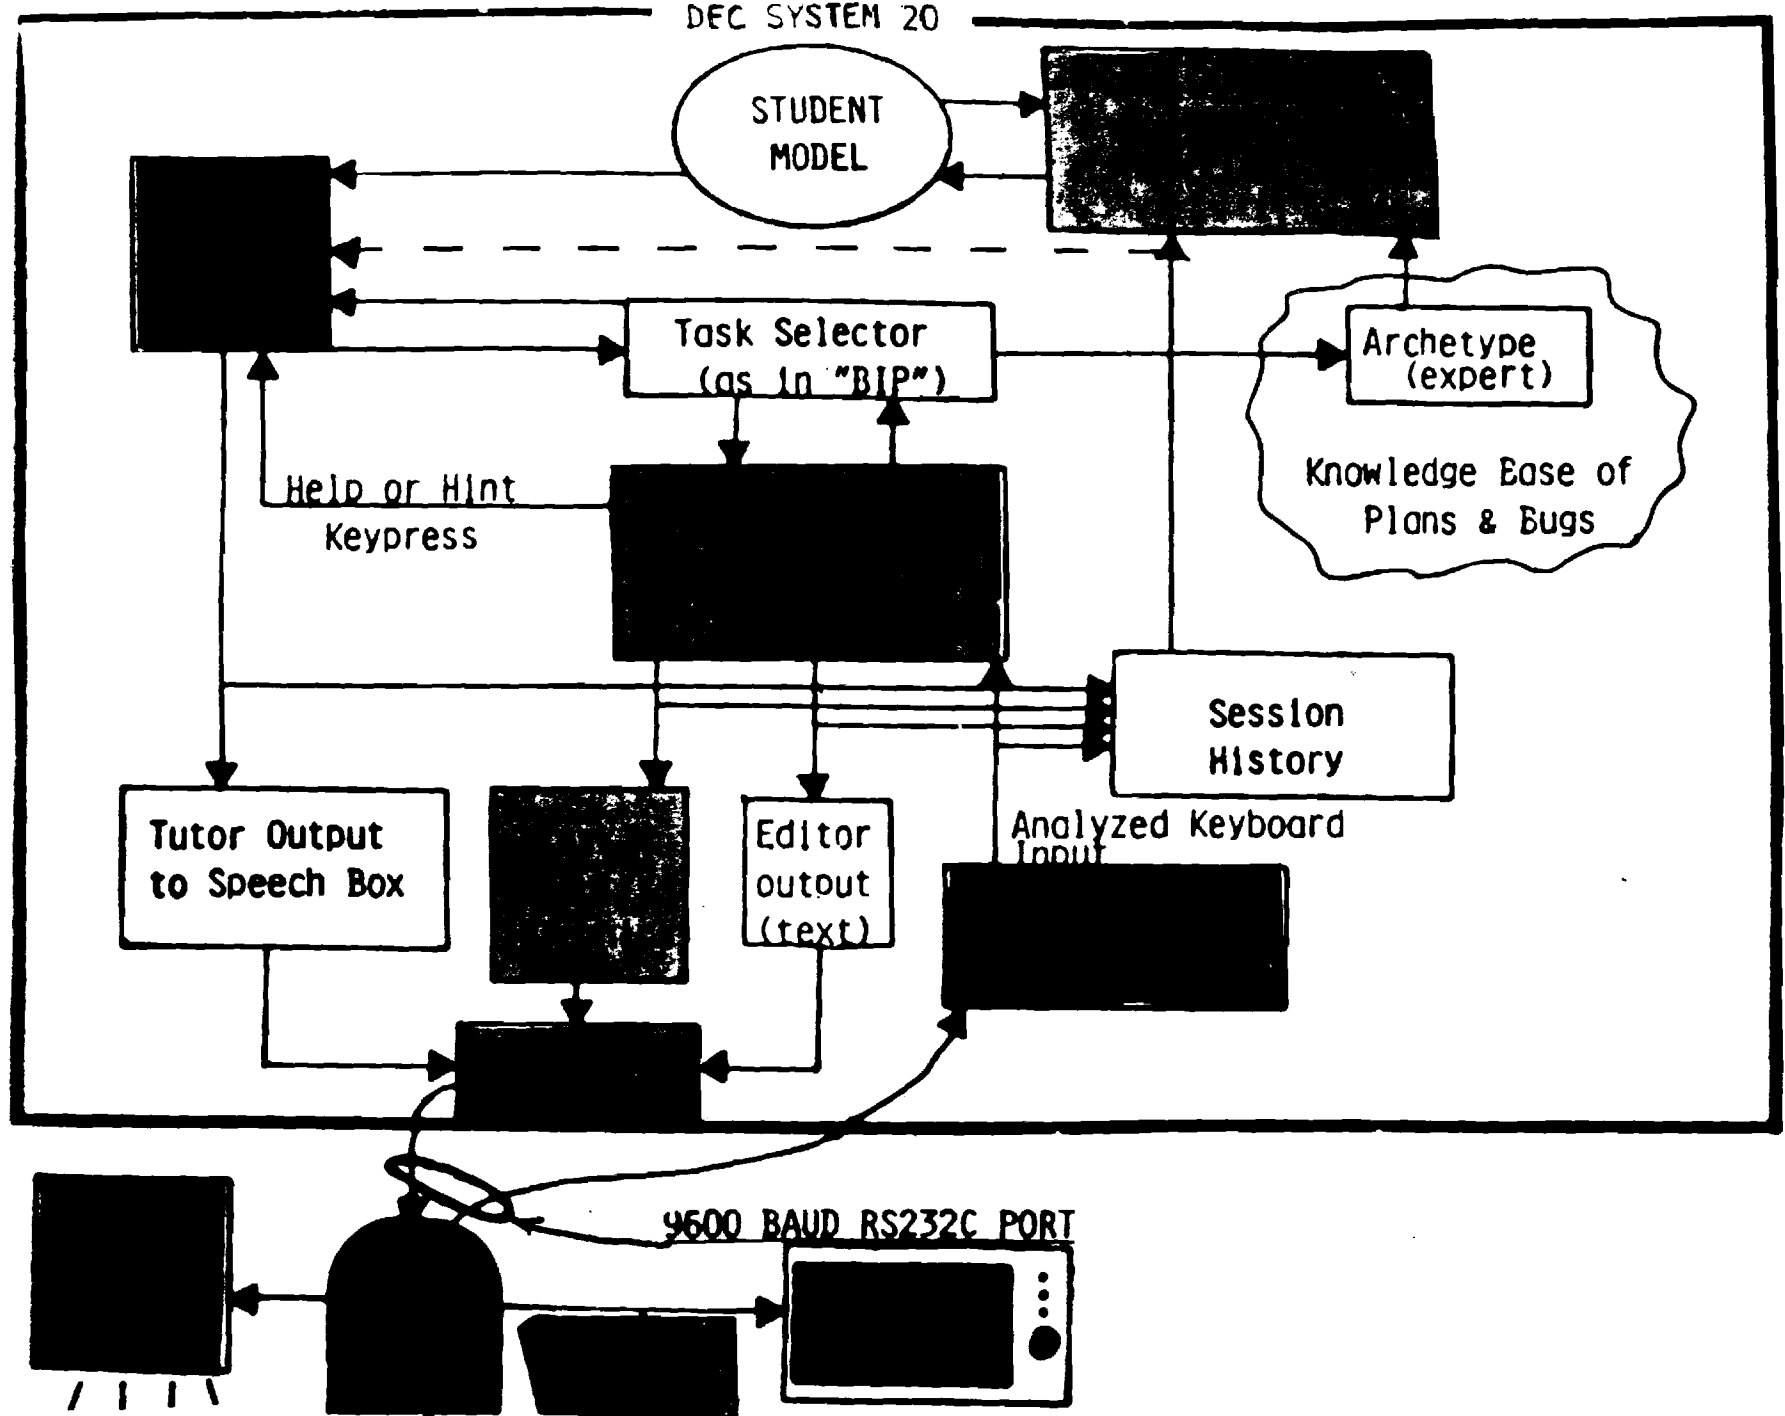 DEC SYSTEM 20
STUDENT
MODEL
Task Selector
(as in "BIP")
Archetype
(expert)
Knowledge Base of
Plans & Bugs
Help or Hint
Keypress
Session
History
Analyzed Keyboard
Input
Tutor Output
to Speech Box
Editor
output
(text)
9600 BAUD RS232C PORT